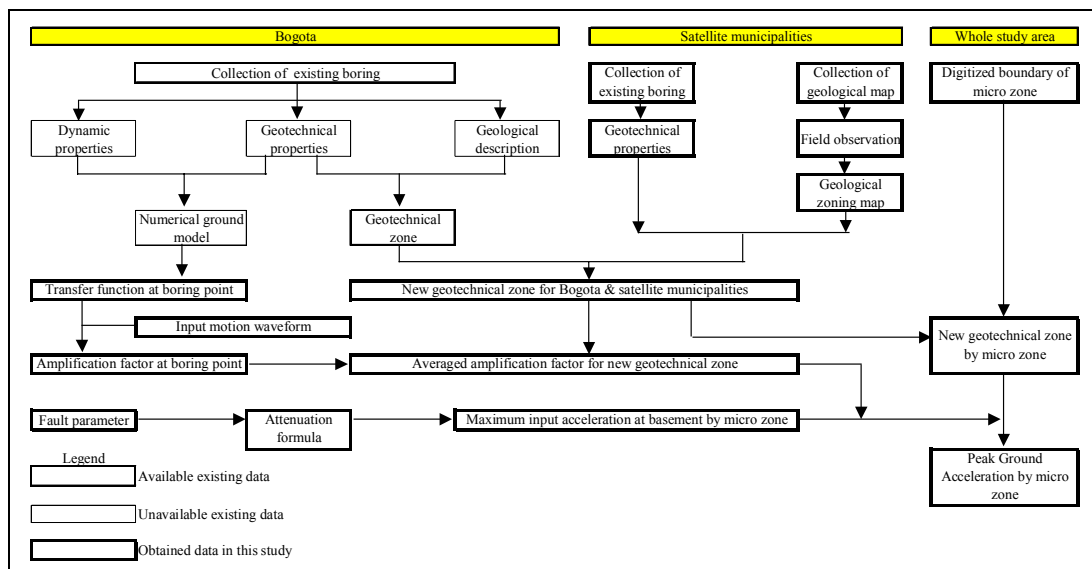 Bogota
Satellite municipalities
Whole study area
Collection of existing boring
Collection of
existing boring
Collection of
geological map
Digitized boundary of
micro zone
Dynamic
properties
Geotechnical
properties
Geological
description
Geotechnical
properties
Field observation
Geological
zoning map
Numerical ground
model
Geotechnical
zone
Transfer function at boring point
New geotechnical zone for Bogota & satellite municipalities
Input motion waveform
New geotechnical zone
by micro zone
Amplification factor at boring point
Averaged amplification factor for new geotechnical zone
Fault parameter
Attenuation
formula
Maximum input acceleration at basement by micro zone
Legend
Available existing data
Unavailable existing data
Obtained data in this study
Peak Ground
Acceleration by micro
zone